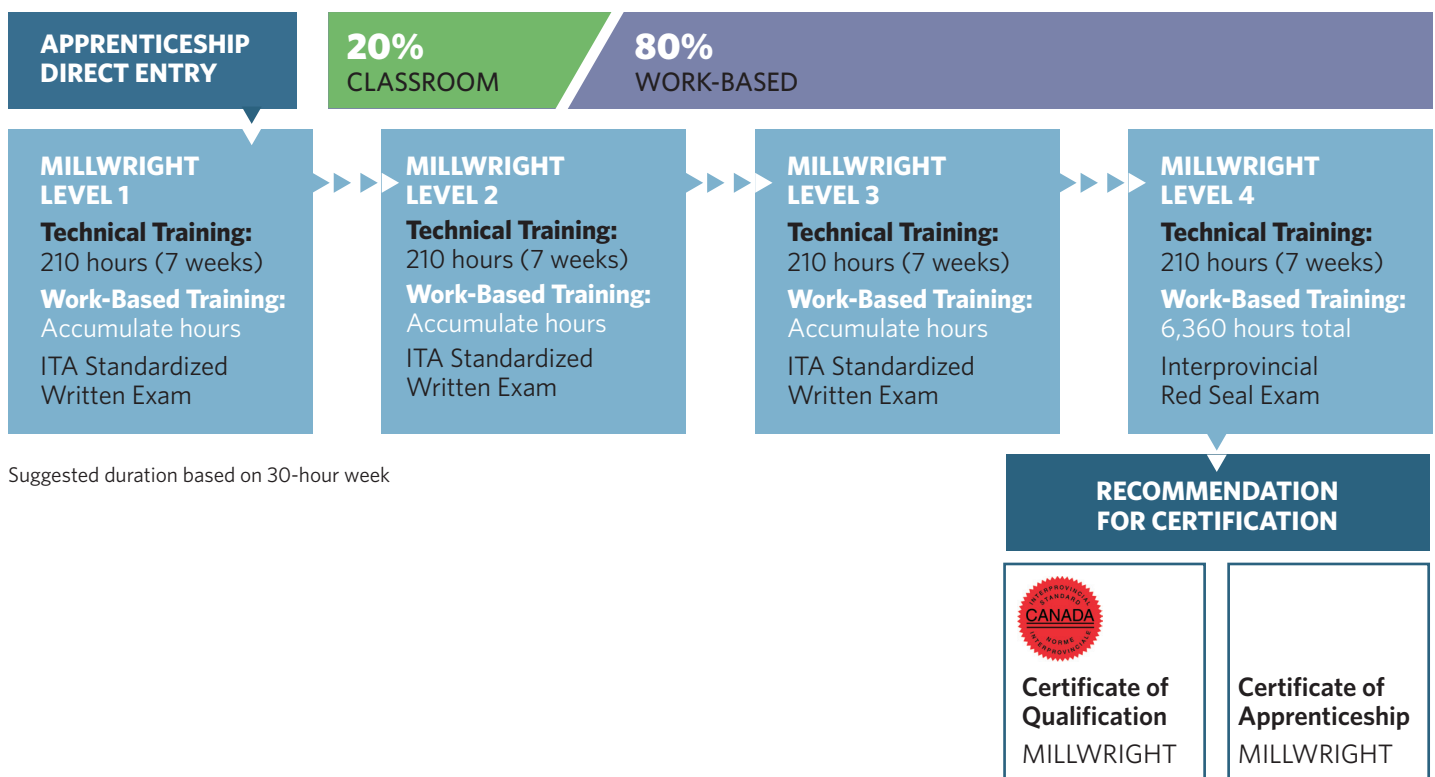 APPRENTICESHIP
DIRECT ENTRY
20%
CLASSROOM
80%
WORK-BASED
MILLWRIGHT
LEVEL 1
Technical Training:
210 hours (7 weeks)
Work-Based Training:
Accumulate hours
ITA Standardized
Written Exam
MILLWRIGHT
LEVEL 2
Technical Training:
210 hours (7 weeks)
Work-Based Training:
Accumulate hours
ITA Standardized
Written Exam
MILLWRIGHT
LEVEL 3
Technical Training:
210 hours (7 weeks)
Work-Based Training:
Accumulate hours
ITA Standardized
Written Exam
MILLWRIGHT
LEVEL 4
Technical Training:
210 hours (7 weeks)
Work-Based Training:
6,360 hours total
Interprovincial
Red Seal Exam
Suggested duration based on 30-hour week
RECOMMENDATION
FOR CERTIFICATION
INTERPROVINCIAL
STANDARD
CANADA
NORME
INTERPROVINCIALE
Certificate of
Qualification
MILLWRIGHT
Certificate of
Apprenticeship
MILLWRIGHT